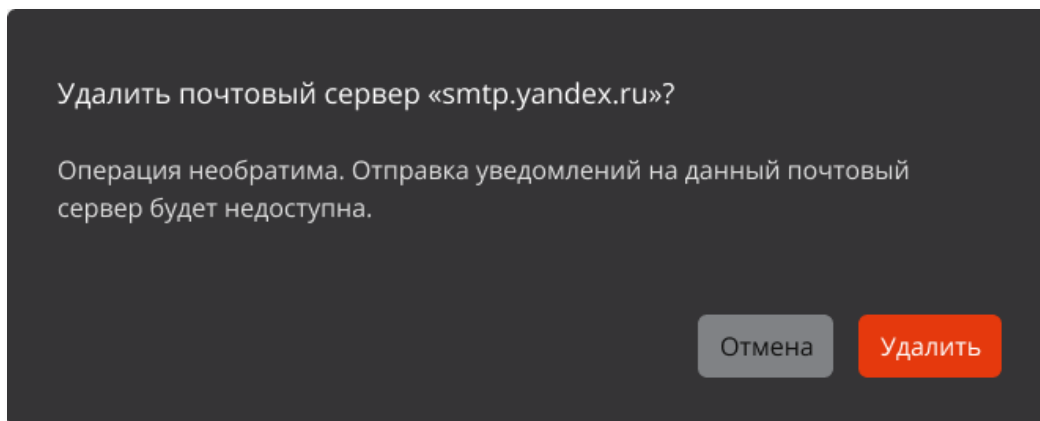 Удалить почтовый сервер «smtp.yandex.ru»?
Операция необратима. Отправка уведомлений на данный почтовый
сервер будет недоступна.
Отмена
Удалить